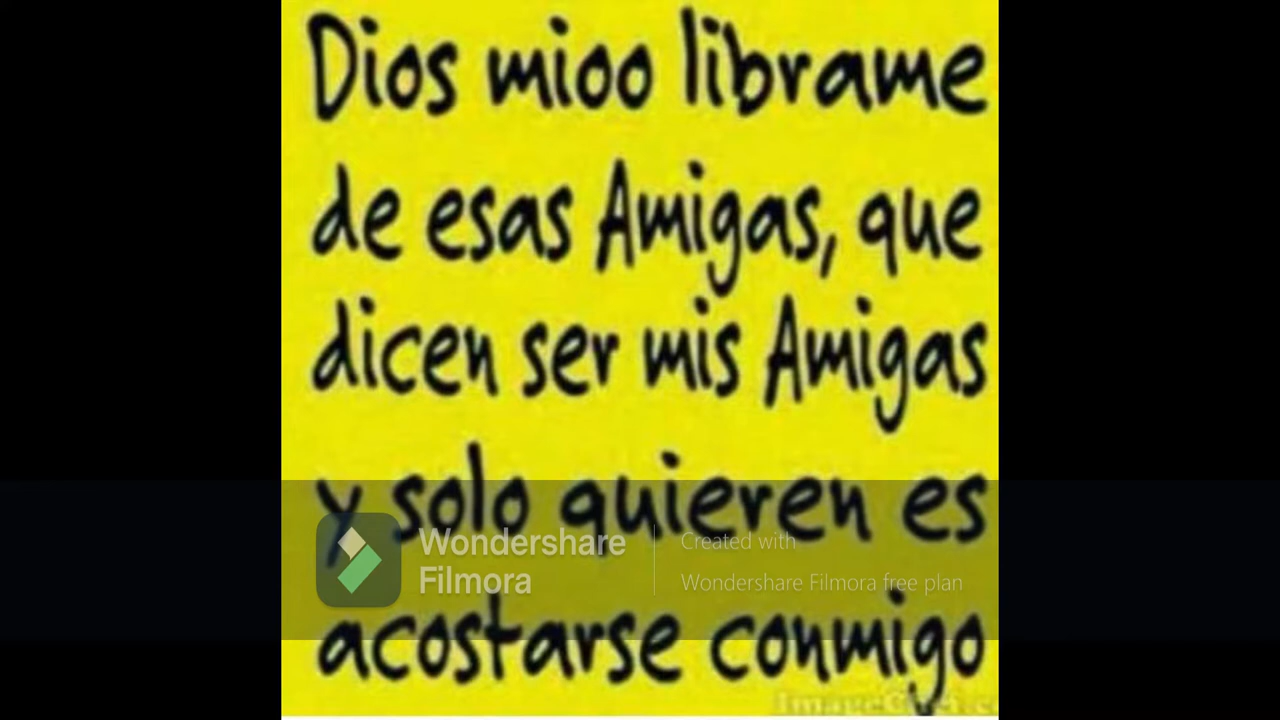 Dios mioo librame
de esas Amigas, que
dicen ser mis Amigas
y solo quieren es
Wondershare
Filmora
Created with
Wondershare Filmora free plan
acostarse conmigo